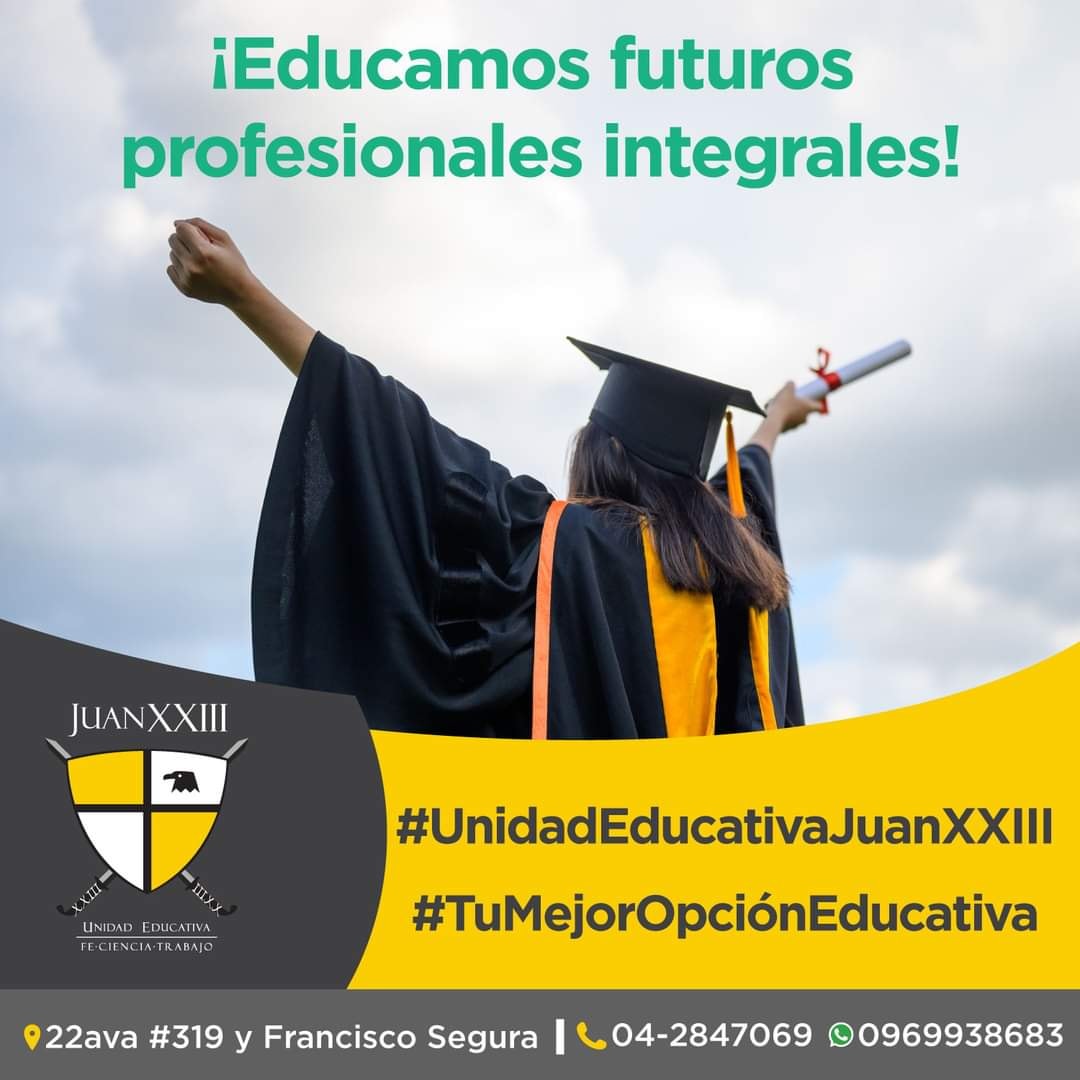 ¡Educamos futuros
profesionales integrales!
JUANXXIII
XXIII
XXIII
UNIDAD EDUCATIVA
FE·CIENCIA·TRABAJO
#UnidadEducativaJuanXXIII
#TuMejorOpciónEducativa
22ava #319 y Francisco Segura | 04-2847069 0969938683